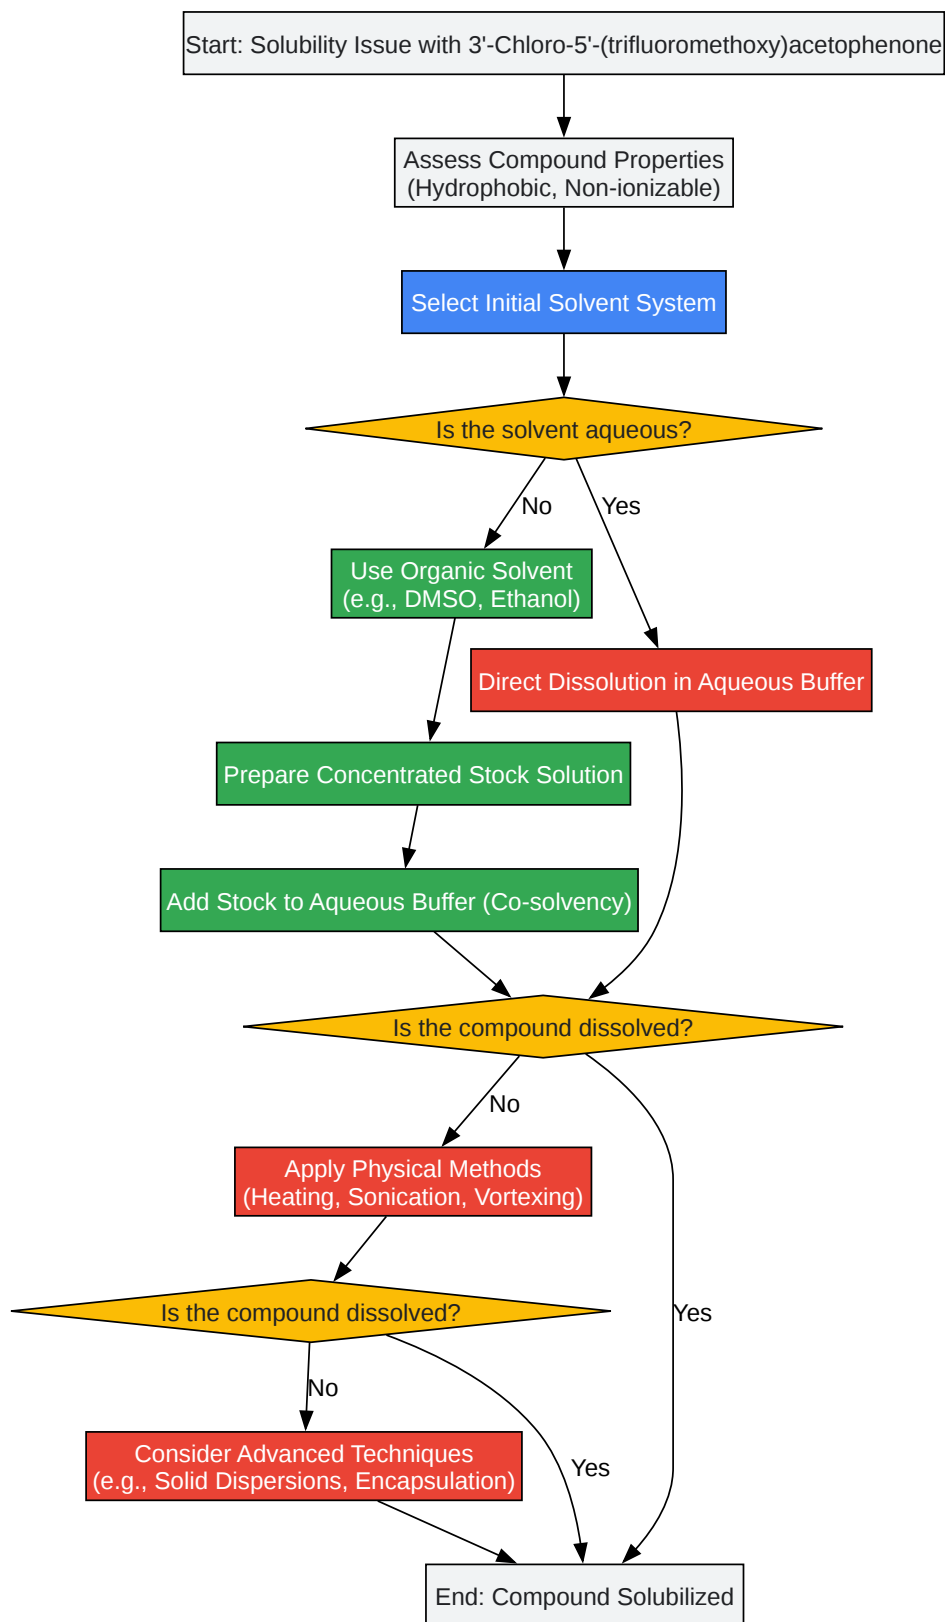 Start: Solubility Issue with 3'-Chloro-5'-(trifluoromethoxy)acetophenone
Assess Compound Properties
(Hydrophobic, Non-ionizable)
Select Initial Solvent System
Is the solvent aqueous?
No
Yes
Use Organic Solvent
(e.g., DMSO, Ethanol)
Direct Dissolution in Aqueous Buffer
Prepare Concentrated Stock Solution
Add Stock to Aqueous Buffer (Co-solvency)
Is the compound dissolved?
No
Apply Physical Methods
(Heating, Sonication, Vortexing)
Is the compound dissolved?
Yes
No
Consider Advanced Techniques
(e.g., Solid Dispersions, Encapsulation)
Yes
End: Compound Solubilized